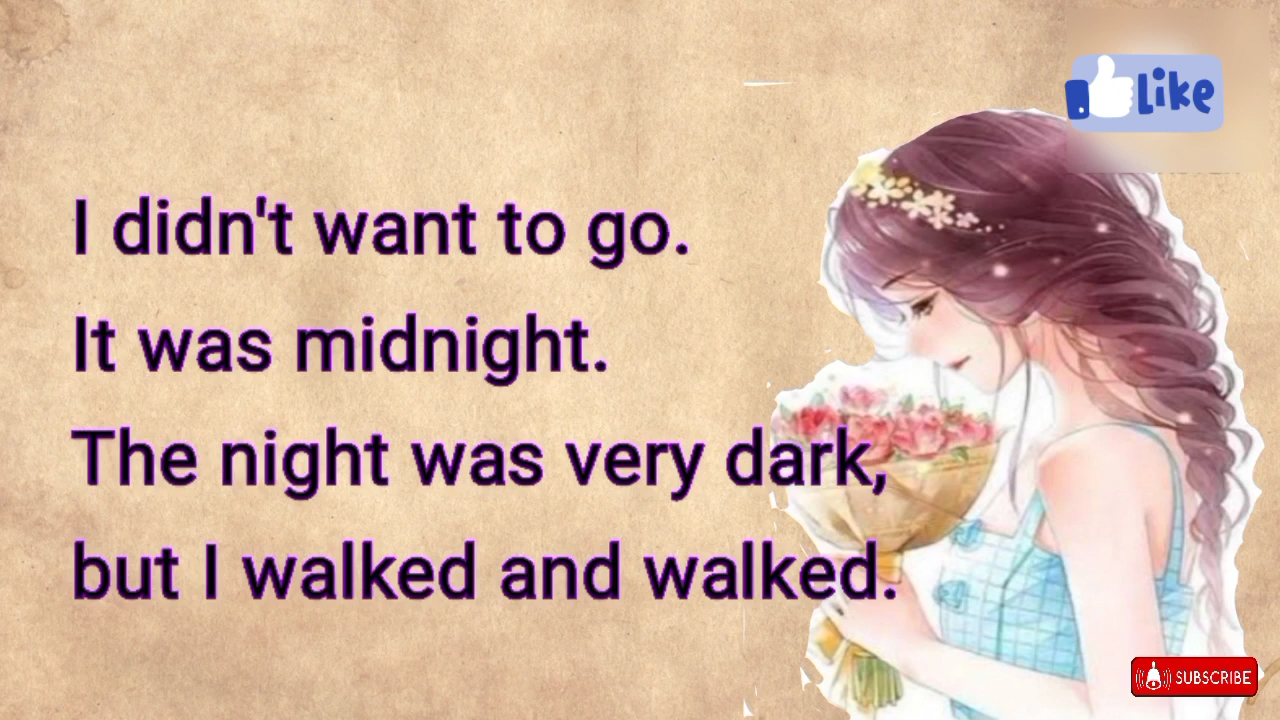 Like
I didn't want to go.
It was midnight.
The night was very dark,
but I walked and walked.
SUBSCRIBE